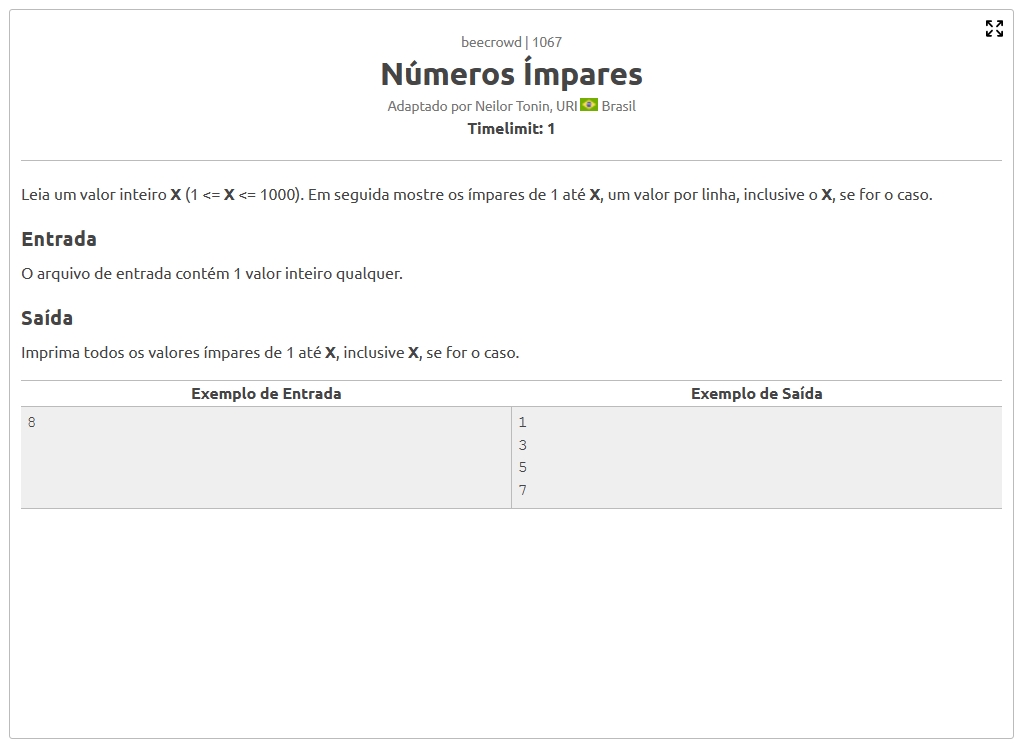 beecrowd | 1067
Números Ímpares
Adaptado por Neilor Tonin, URI Brasil
Timelimit: 1
Leia um valor inteiro X (1 <= X <= 1000). Em seguida mostre os ímpares de 1 até X, um valor por linha, inclusive o X, se for o caso.
Entrada
O arquivo de entrada contém 1 valor inteiro qualquer.
Saída
Imprima todos os valores ímpares de 1 até X, inclusive X, se for o caso.
Exemplo de Entrada Exemplo de Saída
8 1
3
5
7